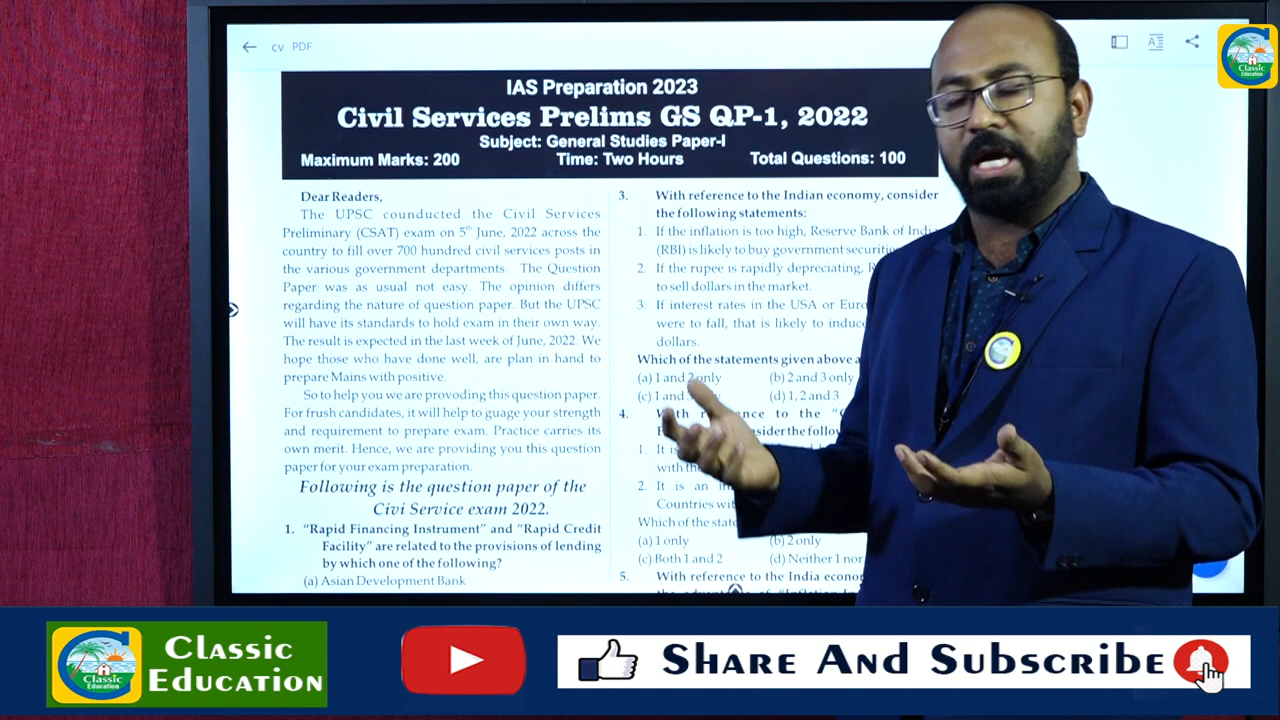 cv PDF
IAS Preparation 2023
Civil Services Prelims GS QP-1, 2022
Subject: General Studies Paper-I
Maximum Marks: 200 Time: Two Hours Total Questions: 100
Dear Readers,
The UPSC counducted the Civil Services
Preliminary (CSAT) exam on 5th June, 2022 across the
country to fill over 700 hundred civil services posts in
the various government departments. The Question
Paper was as usual not easy. The opinion differs
regarding the nature of question paper. But the UPSC
will have its standards to hold exam in their own way.
The result is expected in the last week of June, 2022. We
hope those who have done well, are plan in hand to
prepare Mains with positive.
So to help you we are provoding this question paper.
For frush candidates, it will help to guage your strength
and requirement to prepare exam. Practice carries its
own merit. Hence, we are providing you this question
paper for your exam preparation.
Following is the question paper of the
Civi Service exam 2022.
1. "Rapid Financing Instrument" and "Rapid Credit
Facility" are related to the provisions of lending
by which one of the following?
(a) Asian Development Bank
3. With reference to the Indian economy, consider
the following statements:
1. If the inflation is too high, Reserve Bank of India
(RBI) is likely to buy government
2. If the rupee is rapidly depreciating,
to sell dollars in the market.
3. If interest rates in the USA or
were to fall, that is likely to induce
dollars.
Which of the statements given above
(a) 1 and 2 only (b) 2 and 3 only
(c) 1 and (d) 1, 2 and 3
4. With reference to the
the
1. It is
with the
2. It is an
Countries
Which of the
(a) 1 only (b) 2 only
(c) Both 1 and 2 (d) Neither 1 nor
5. With reference to the India
Classic
Education
Classic
Education
Classic
Education
Share And Subscribe